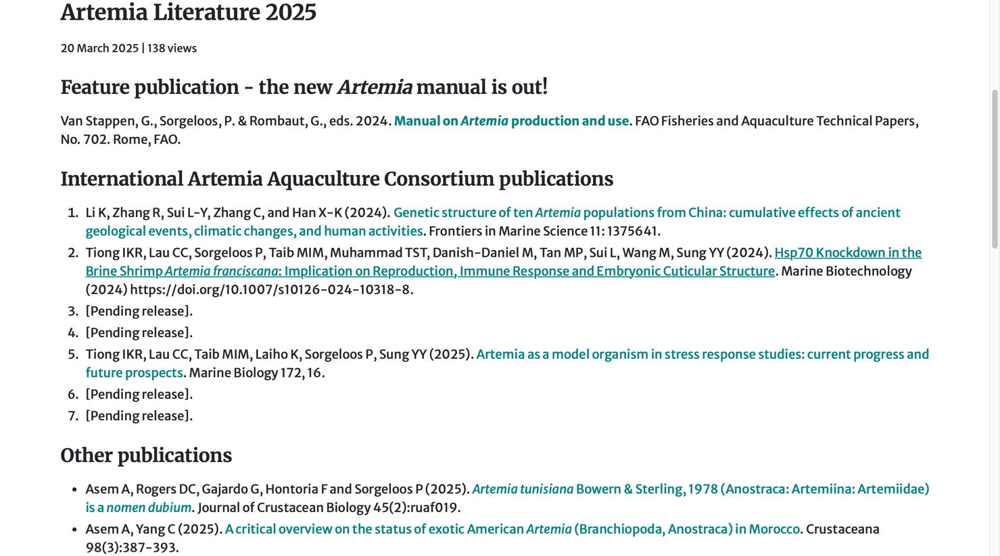 Artemia Literature 2025
20 March 2025 | 138 views
Feature publication - the new Artemia manual is out!
Van Stappen, G., Sorgeloos, P. & Rombaut, G., eds. 2024. Manual on Artemia production and use. FAO Fisheries and Aquaculture Technical Papers,
No. 702. Rome, FAO.
International Artemia Aquaculture Consortium publications
1. Li K, Zhang R, Sui L-Y, Zhang C, and Han X-K (2024). Genetic structure of ten Artemia populations from China: cumulative effects of ancient
geological events, climatic changes, and human activities. Frontiers in Marine Science 11: 1375641.
2. Tiong IKR, Lau CC, Sorgeloos P, Taib MIM, Muhammad TST, Danish-Daniel M, Tan MP, Sui L, Wang M, Sung YY (2024). Hsp70 Knockdown in the
Brine Shrimp Artemia franciscana: Implication on Reproduction, Immune Response and Embryonic Cuticular Structure. Marine Biotechnology
(2024) https://doi.org/10.1007/s10126-024-10318-8.
3. [Pending release].
4. [Pending release].
5. Tiong IKR, Lau CC, Taib MIM, Laiho K, Sorgeloos P, Sung YY (2025). Artemia as a model organism in stress response studies: current progress and
future prospects. Marine Biology 172, 16.
6. [Pending release].
7. [Pending release].
Other publications
• Asem A, Rogers DC, Gajardo G, Hontoria F and Sorgeloos P (2025). Artemia tunisiana Bowern & Sterling, 1978 (Anostraca: Artemiina: Artemiidae)
is a nomen dubium. Journal of Crustacean Biology 45(2):ruaf019.
• Asem A, Yang C (2025). A critical overview on the status of exotic American Artemia (Branchiopoda, Anostraca) in Morocco. Crustaceana
98(3):387-393.